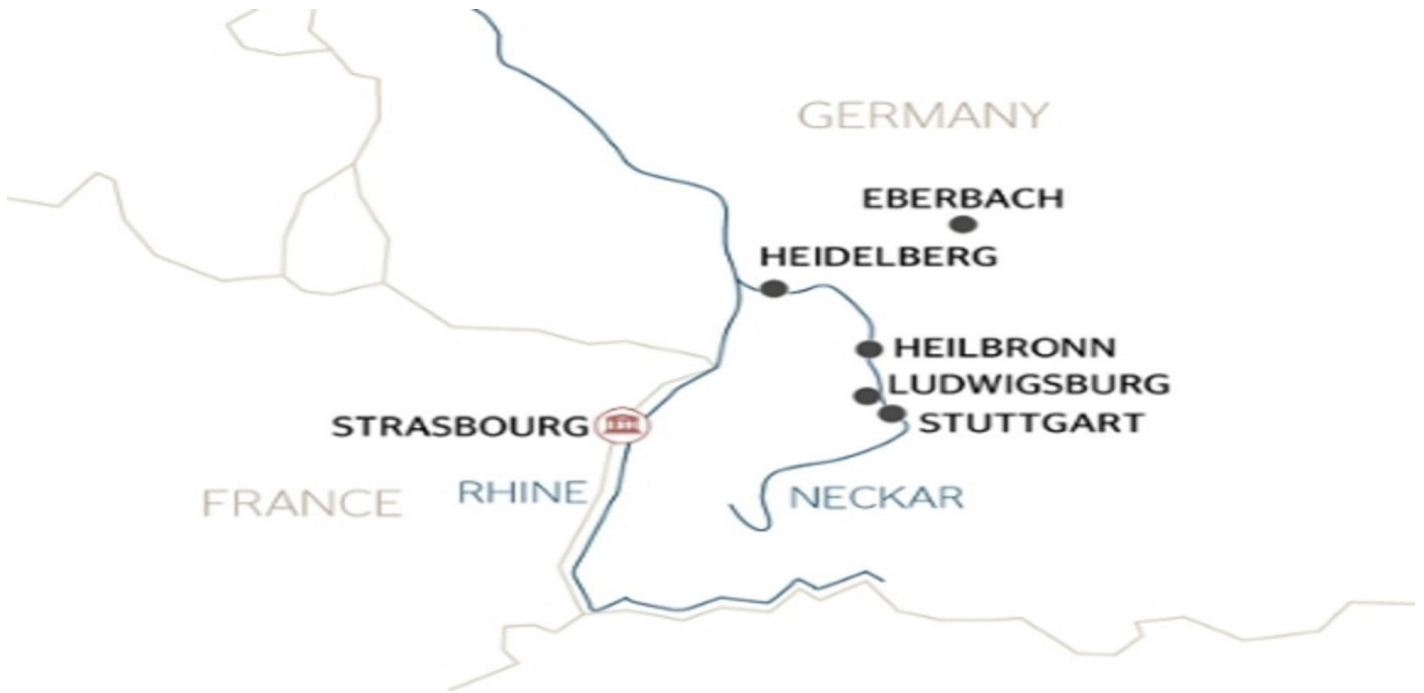 GERMANY
EBERBACH
HEIDELBERG
HEILBRONN
LUDWIGSBURG
STRASBOURG
STUTTGART
FRANCE
RHINE
NECKAR